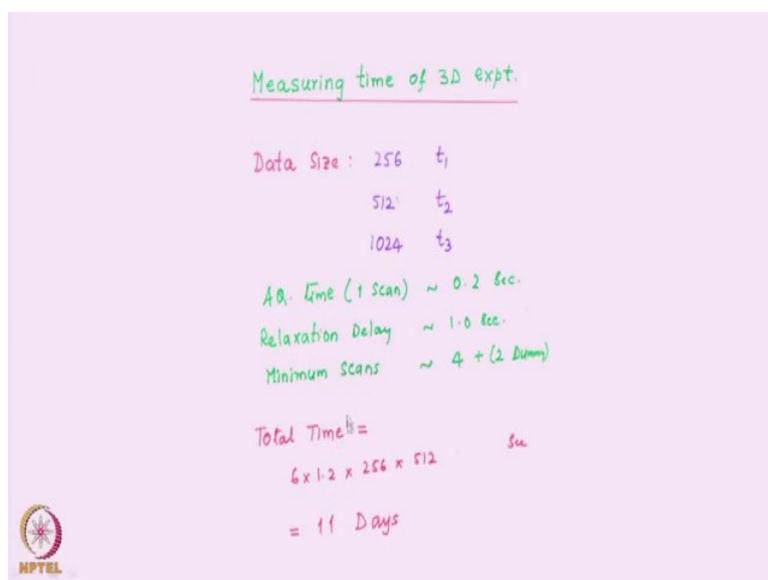 Measuring time of 3D expt.
Data Size : 256 t₁
512 t₂
1024 t₃
AQ. time (1 Scan) ~ 0.2 Sec.
Relaxation Delay ~ 1.0 Sec.
Minimum Scans ~ 4 + (2 Dummy)
Total Time =
6 x 1.2 x 256 x 512 Sec
= 11 Days
NPTEL